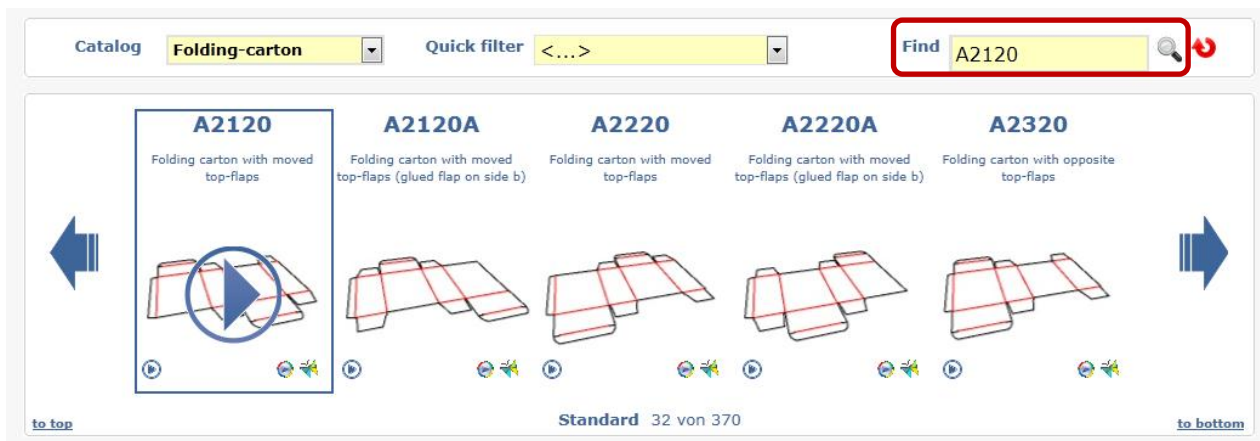 Catalog Folding-carton Quick filter <...> Find A2120
A2120 A2120A A2220 A2220A A2320
Folding carton with moved Folding carton with moved Folding carton with moved Folding carton with moved Folding carton with opposite
top-flaps top-flaps (glued flap on side b) top-flaps top-flaps (glued flap on side b) top-flaps
to top Standard 32 von 370 to bottom